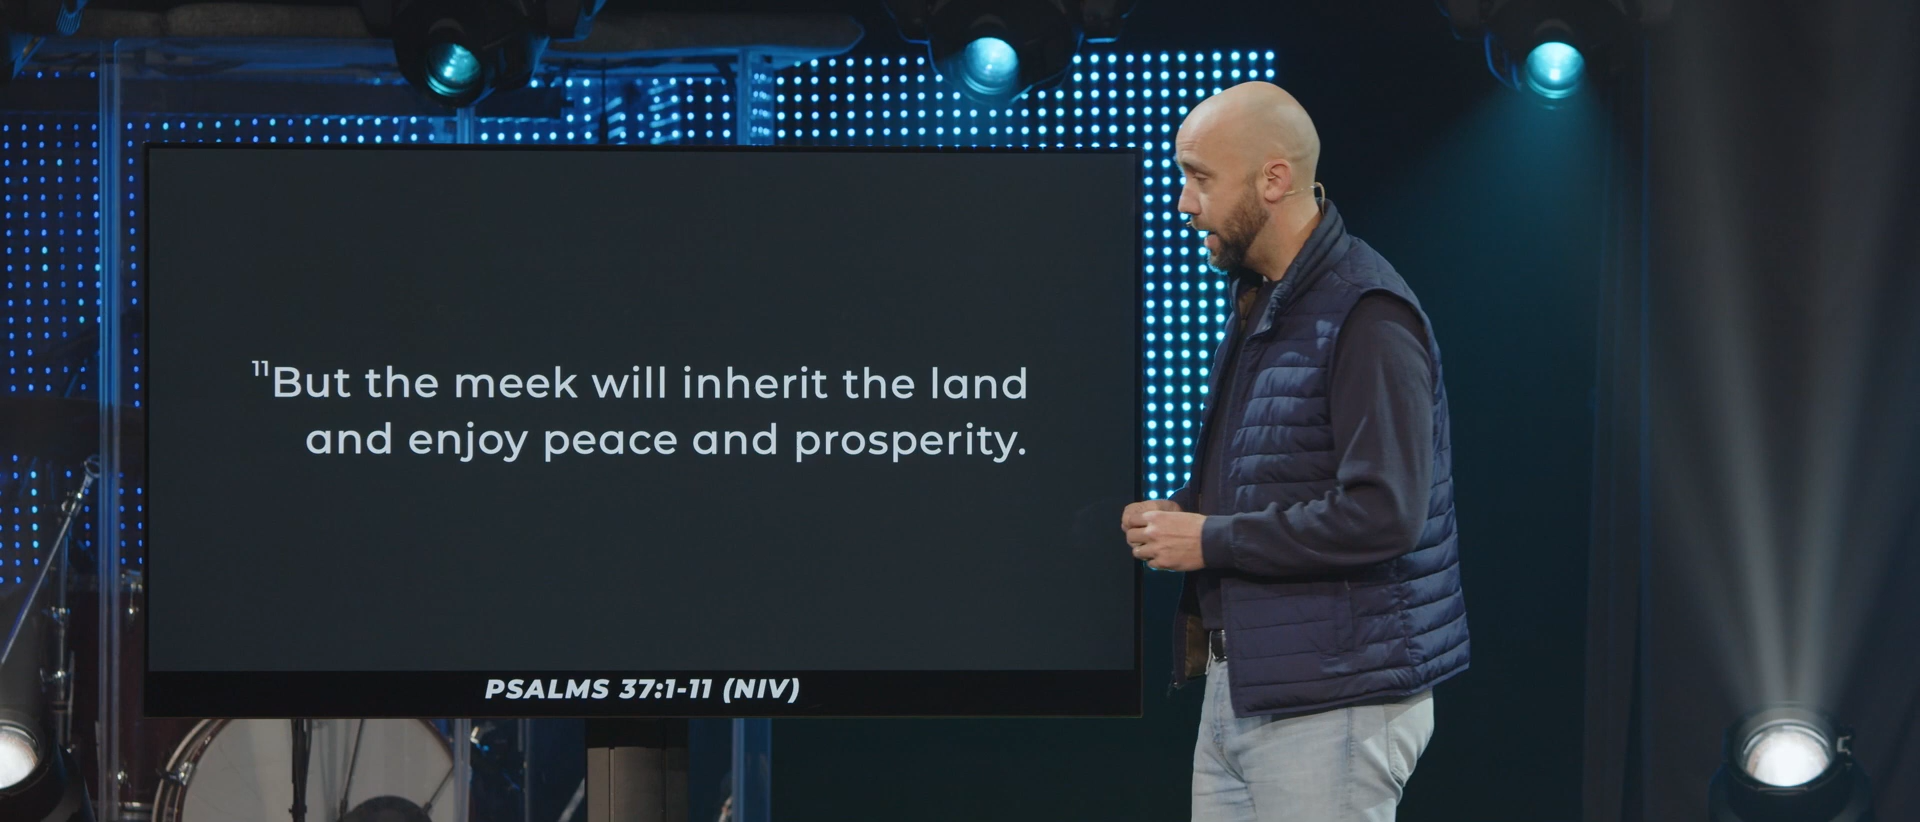 11But the meek will inherit the land
and enjoy peace and prosperity.
PSALMS 37:1-11 (NIV)